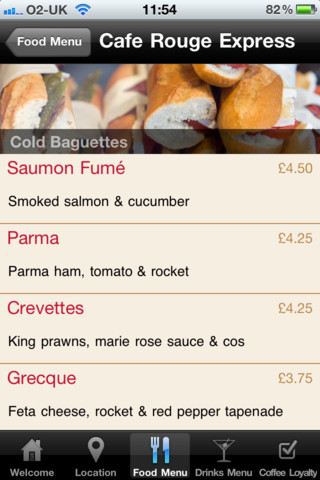 O2-UK 11:54 82%
Food Menu Cafe Rouge Express
Cold Baguettes
Saumon Fumé £4.50
Smoked salmon & cucumber
Parma £4.25
Parma ham, tomato & rocket
Crevettes £4.25
King prawns, marie rose sauce & cos
Grecque £3.75
Feta cheese, rocket & red pepper tapenade
Welcome Location Food Menu Drinks Menu Coffee Loyalty